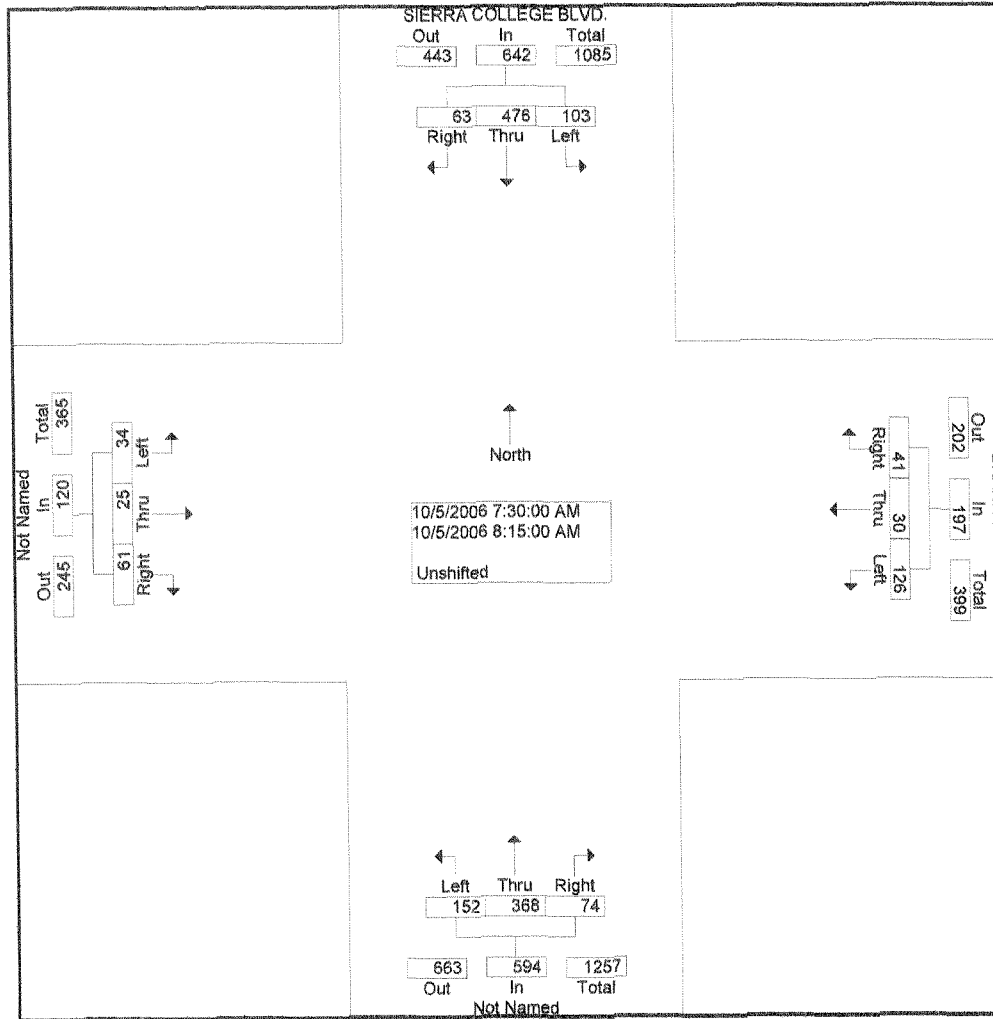 SIERRA COLLEGE BLVD.
Out In Total
443 642 1085
63 476 103
Right Thru Left
Total In Out
365 120 245
Not Named
34 25 61
Left Thru Right
North
10/5/2006 7:30:00 AM
10/5/2006 8:15:00 AM
Unshifted
Right Thru Left
41 30 126
Out In Total
202 197 399
Left Thru Right
152 368 74
663 594 1257
Out In Total
Not Named